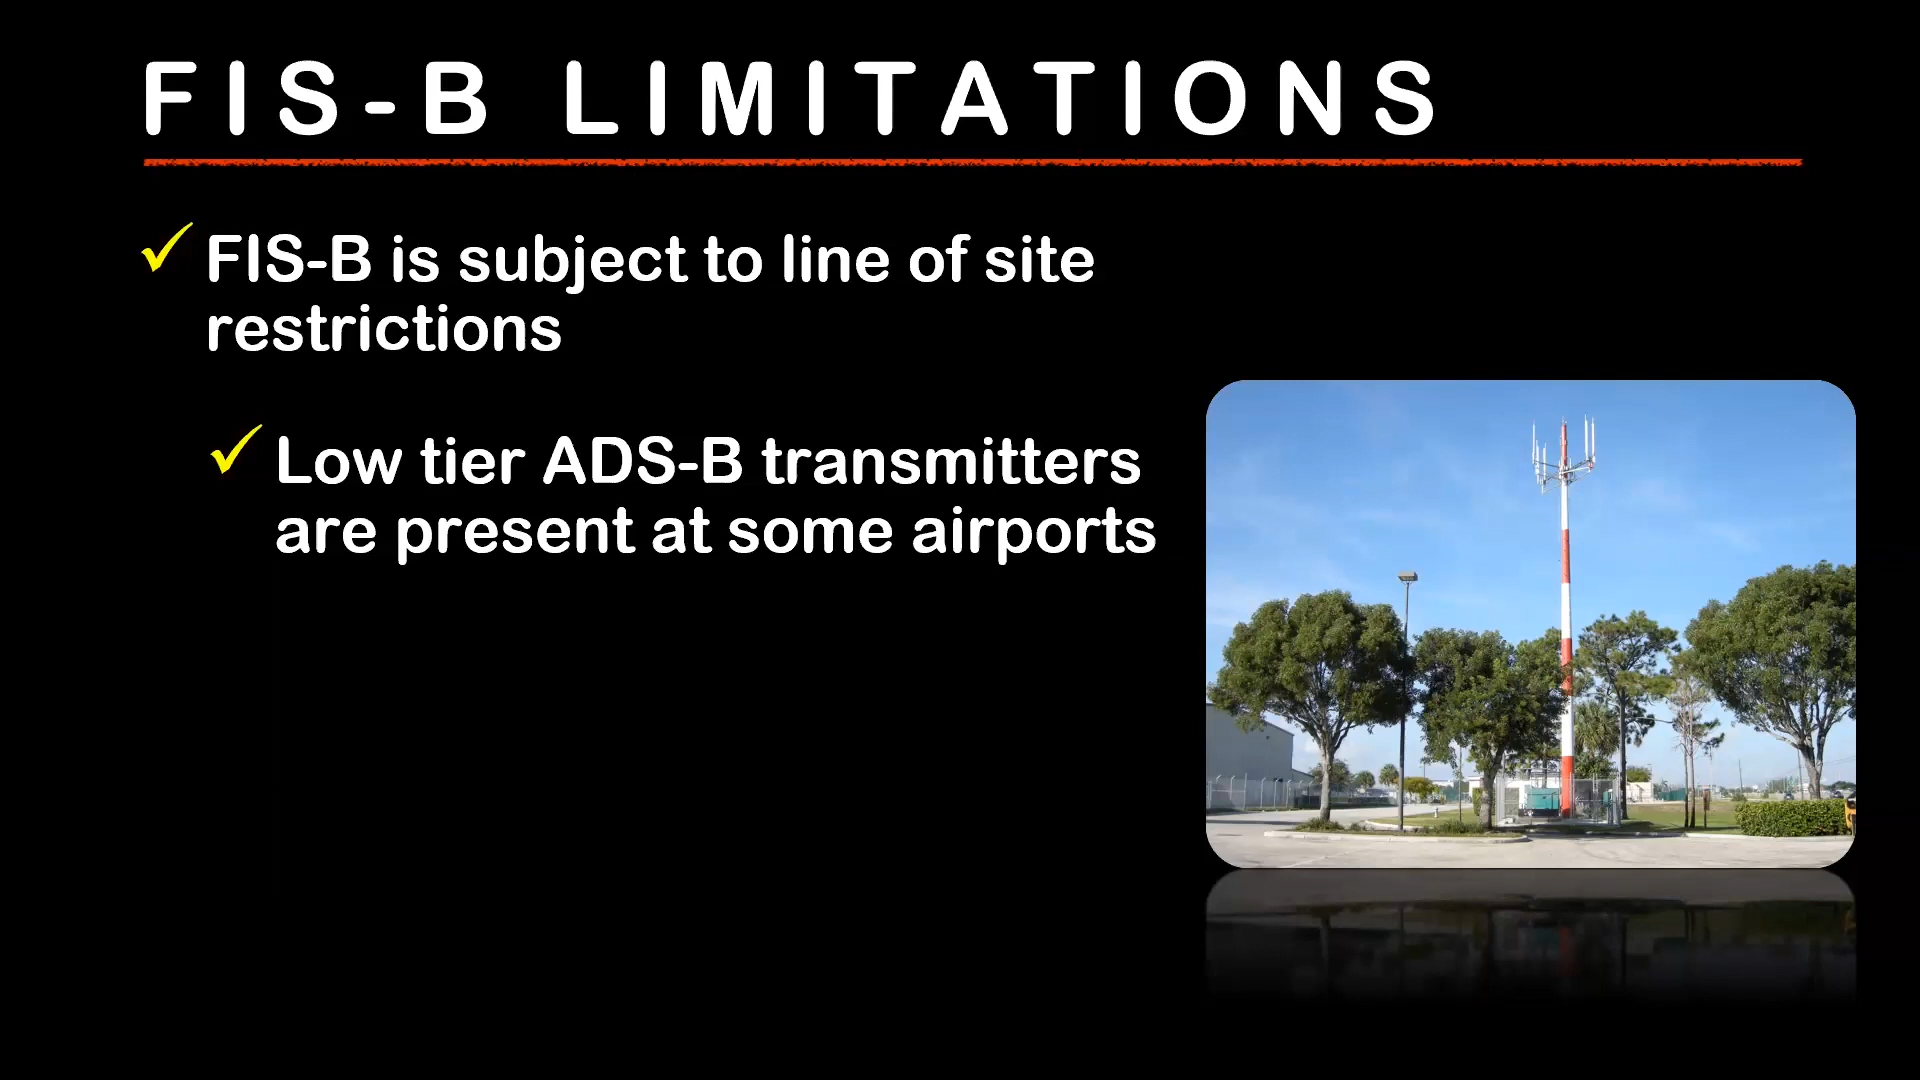 FIS-B LIMITATIONS
FIS-B is subject to line of site
restrictions
Low tier ADS-B transmitters
are present at some airports